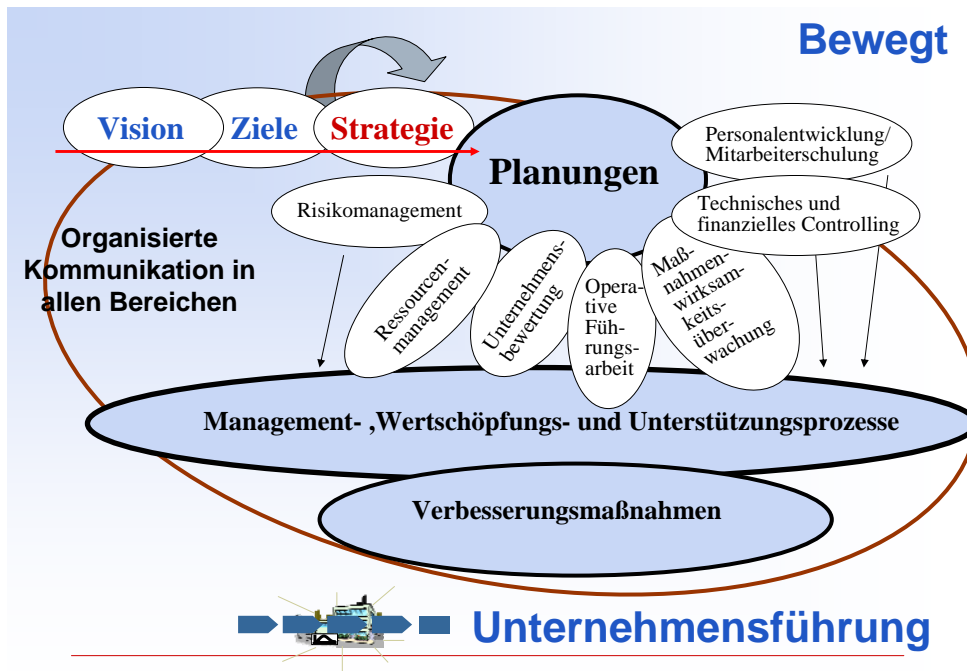 Bewegt
Vision
Ziele
Strategie
Planungen
Personalentwicklung/
Mitarbeiterschulung
Technisches und
finanzielles Controlling
Risikomanagement
Organisierte
Kommunikation in
allen Bereichen
Ressourcen-
management
Unternehmens-
bewertung
Opera-
tive
Füh-
rungs-
arbeit
Maß-
nahmen-
wirksam-
keits-
über-
wachung
Management- ,Wertschöpfungs- und Unterstützungsprozesse
Verbesserungsmaßnahmen
Unternehmensführung